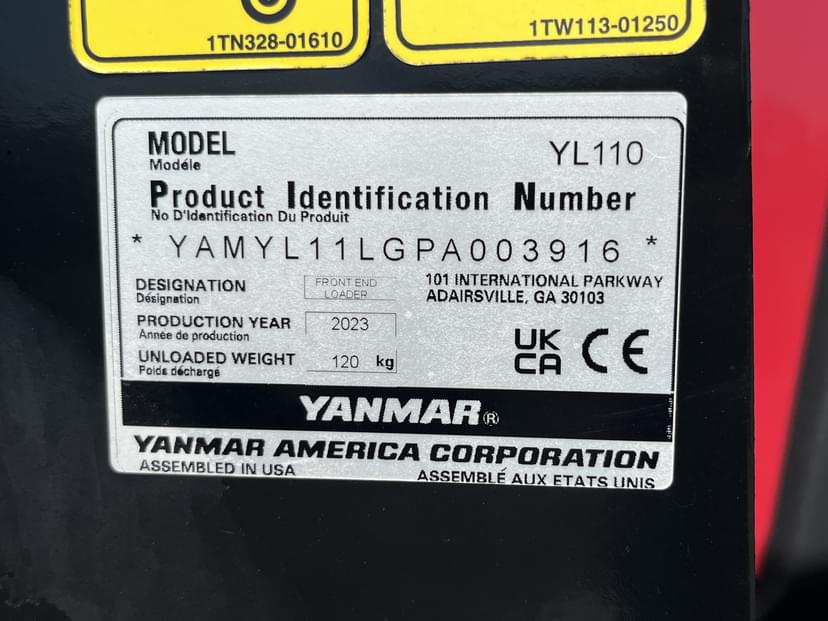 1TN328-01610
1TW113-01250
MODEL
Modéle
YL110
Product Identification Number
No D'Identification Du Produit
* YAMYL11LGPA003916 *
DESIGNATION
Désignation
FRONT END
LOADER
101 INTERNATIONAL PARKWAY
ADAIRSVILLE, GA 30103
PRODUCTION YEAR
Année de production
2023
UNLOADED WEIGHT
Poids déchargé
120 kg
UK
CA
CE
YANMAR®
YANMAR AMERICA CORPORATION
ASSEMBLED IN USA
ASSEMBLÉ AUX ETATS UNIS